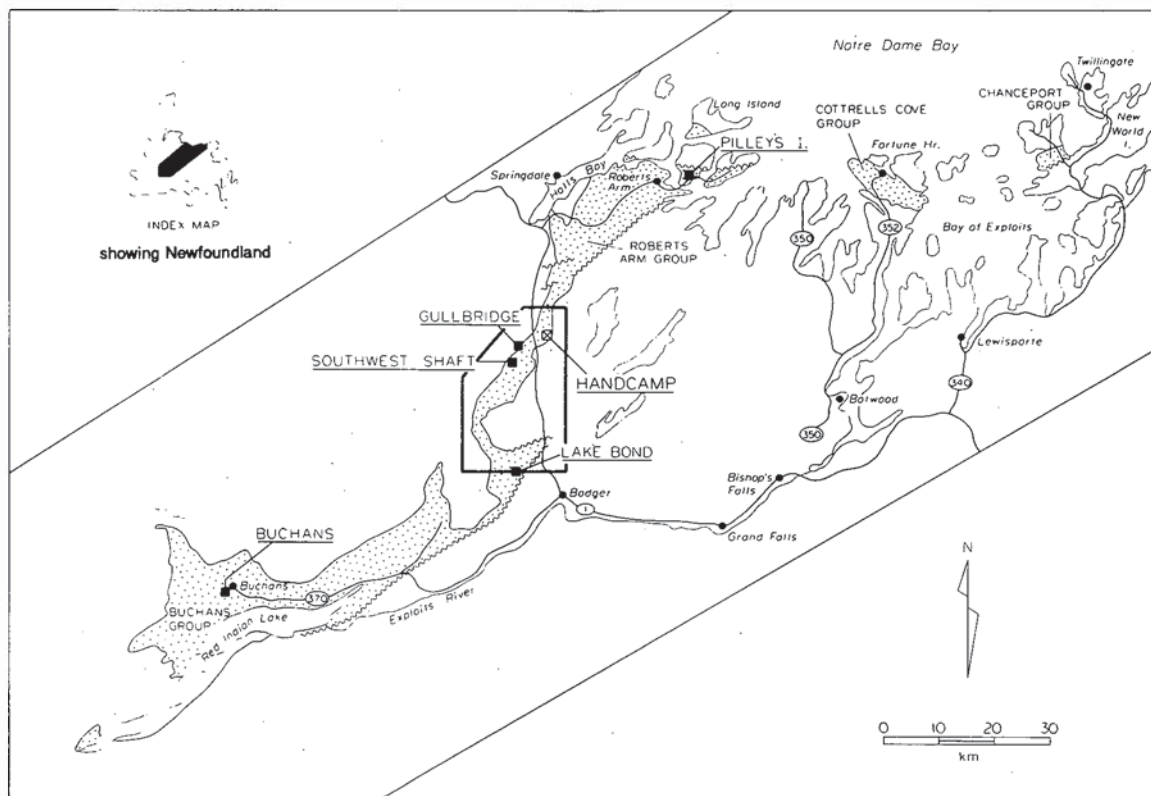 Notre Dame Bay
Twillingate
CHANCEPORT
GROUP
New
World
I.
COTTRELLS COVE
GROUP
Fortune Hr.
Long Island
PILLEYS I.
Springdale
Halls Bay
Roberts
Arm
INDEX MAP
showing Newfoundland
ROBERTS
ARM GROUP
350
352
Bay of Exploits
GULLBRIDGE
SOUTHWEST SHAFT
HANDCAMP
Lewisporte
340
Botwood
350
LAKE BOND
Bishop's
Falls
Badger
1
Grand Falls
BUCHANS
Buchans
370
BUCHANS
GROUP
Red Indian Lake
Exploits River
N
0 10 20 30
km